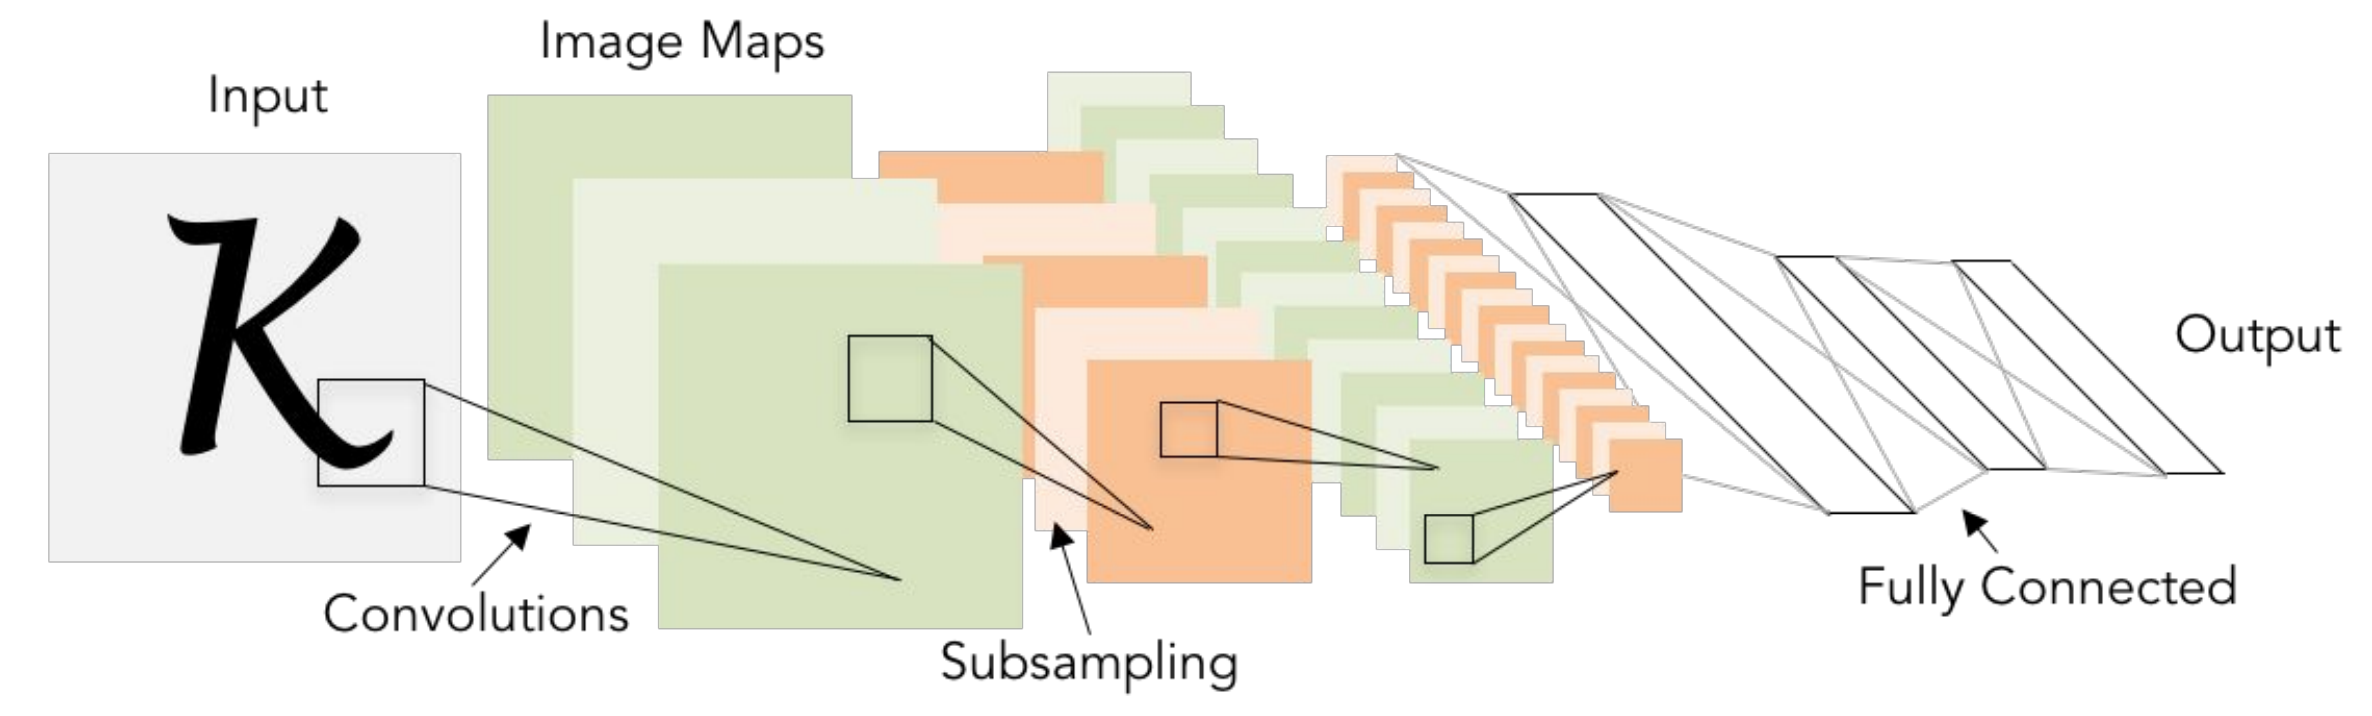 Input
Image Maps
K
Convolutions
Subsampling
Fully Connected
Output